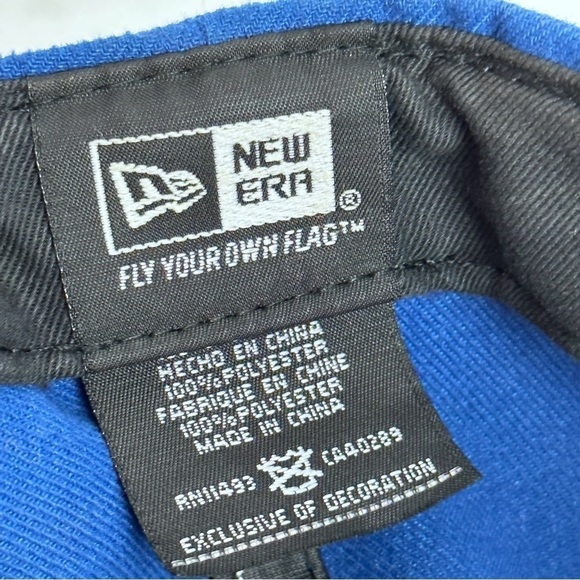 NEW
ERA
®
FLY YOUR OWN FLAG™
HECHO EN CHINA
100%POLYESTER
FABRIQUE EN CHINE
100%POLYESTER
MADE IN CHINA
RN11493 CA40289
EXCLUSIVE OF DECORATION